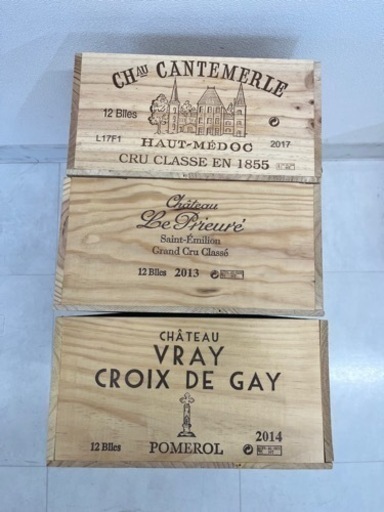 CHAU CANTEMERLE
12 Blles
L17F1
HAUT-MÉDOC 2017
CRU CLASSE EN 1855
Château
Le Prieuré
Saint-Émilion
Grand Cru Classé
12 Blles 2013
CHÂTEAU
VRAY
CROIX DE GAY
12 Blles POMEROL 2014